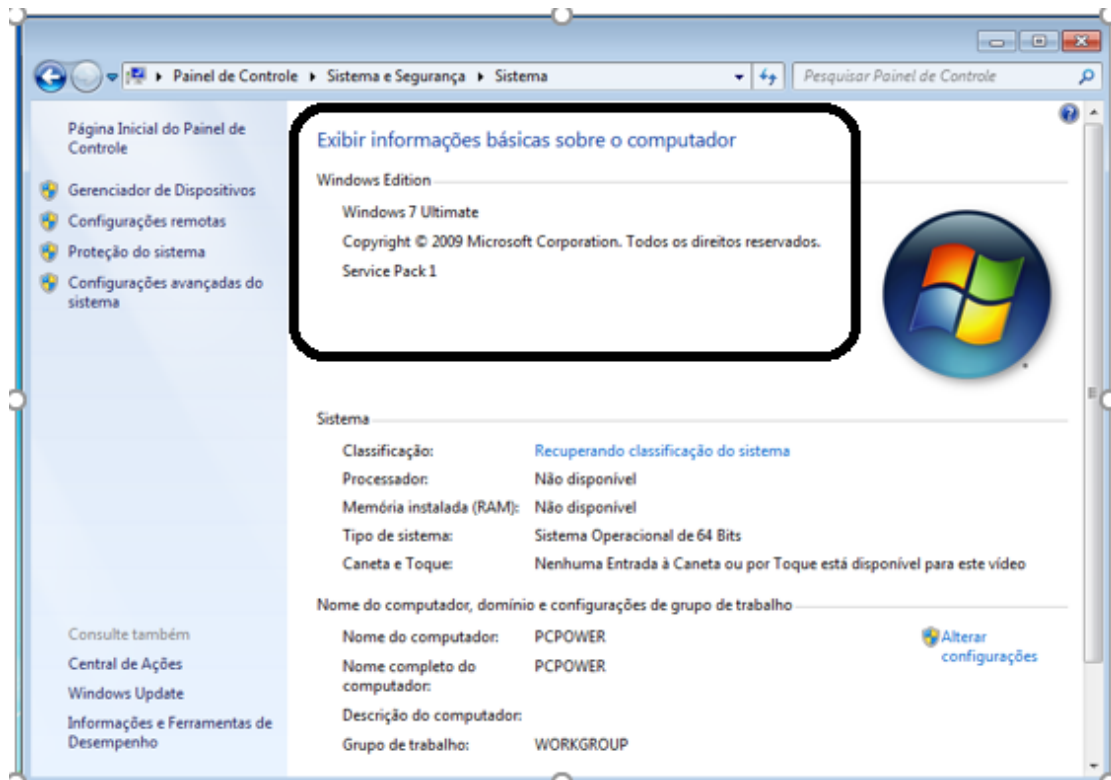 Painel de Controle ▸ Sistema e Segurança ▸ Sistema
Pesquisar Painel de Controle
Página Inicial do Painel de
Controle
Gerenciador de Dispositivos
Configurações remotas
Proteção do sistema
Configurações avançadas do
sistema
Consulte também
Central de Ações
Windows Update
Informações e Ferramentas de
Desempenho
Exibir informações básicas sobre o computador
Windows Edition
Windows 7 Ultimate
Copyright © 2009 Microsoft Corporation. Todos os direitos reservados.
Service Pack 1
Sistema
Classificação: Recuperando classificação do sistema
Processador: Não disponível
Memória instalada (RAM): Não disponível
Tipo de sistema: Sistema Operacional de 64 Bits
Caneta e Toque: Nenhuma Entrada à Caneta ou por Toque está disponível para este vídeo
Nome do computador, domínio e configurações de grupo de trabalho
Nome do computador: PCPOWER
Alterar
configurações
Nome completo do PCPOWER
computador:
Descrição do computador:
Grupo de trabalho: WORKGROUP